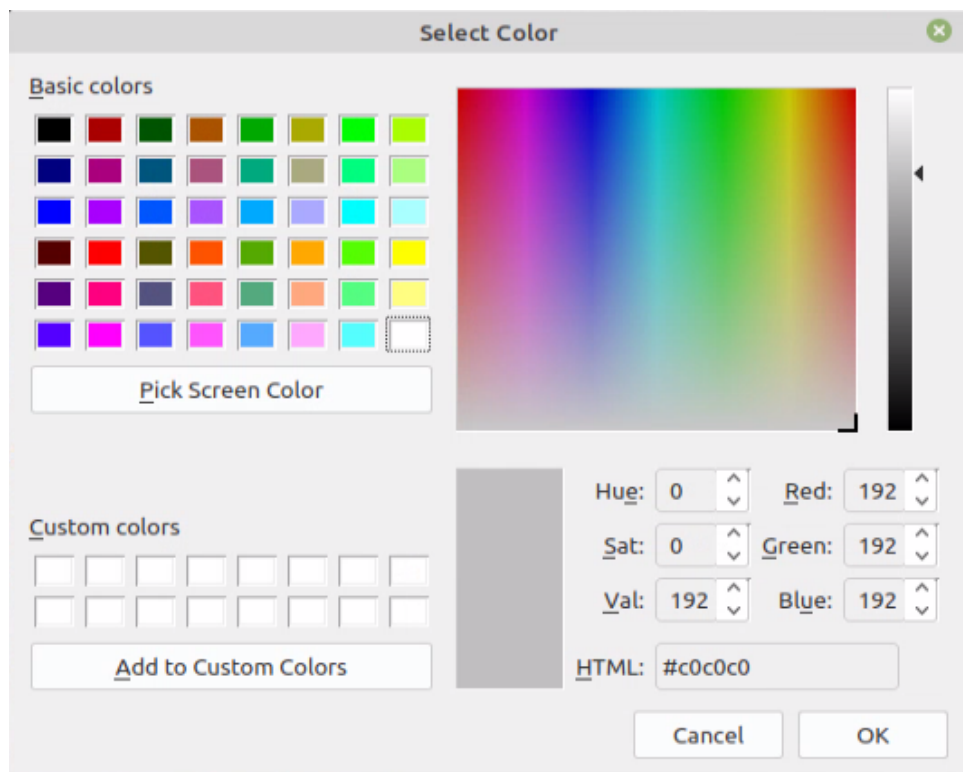 Select Color
Basic colors
Pick Screen Color
Custom colors
Add to Custom Colors
Hue: 0 Red: 192
Sat: 0 Green: 192
Val: 192 Blue: 192
HTML: #c0c0c0
Cancel OK